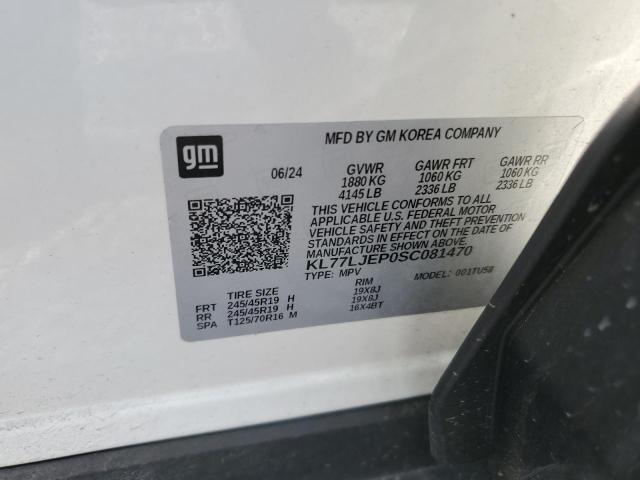 gm
MFD BY GM KOREA COMPANY
06/24 GVWR GAWR FRT GAWR RR
1880 KG 1060 KG 1060 KG
4145 LB 2336 LB 2336 LB
THIS VEHICLE CONFORMS TO ALL
APPLICABLE U.S. FEDERAL MOTOR
VEHICLE SAFETY AND THEFT PREVENTION
STANDARDS IN EFFECT ON THE DATE OF
MANUFACTURE SHOWN ABOVE.
KL77LJEP0SC081470
TYPE: MPV MODEL: 001TU58
TIRE SIZE RIM
FRT 245/45R19 H 19X8J
RR 245/45R19 H 19X8J
SPA T125/70R16 M 16X4BT